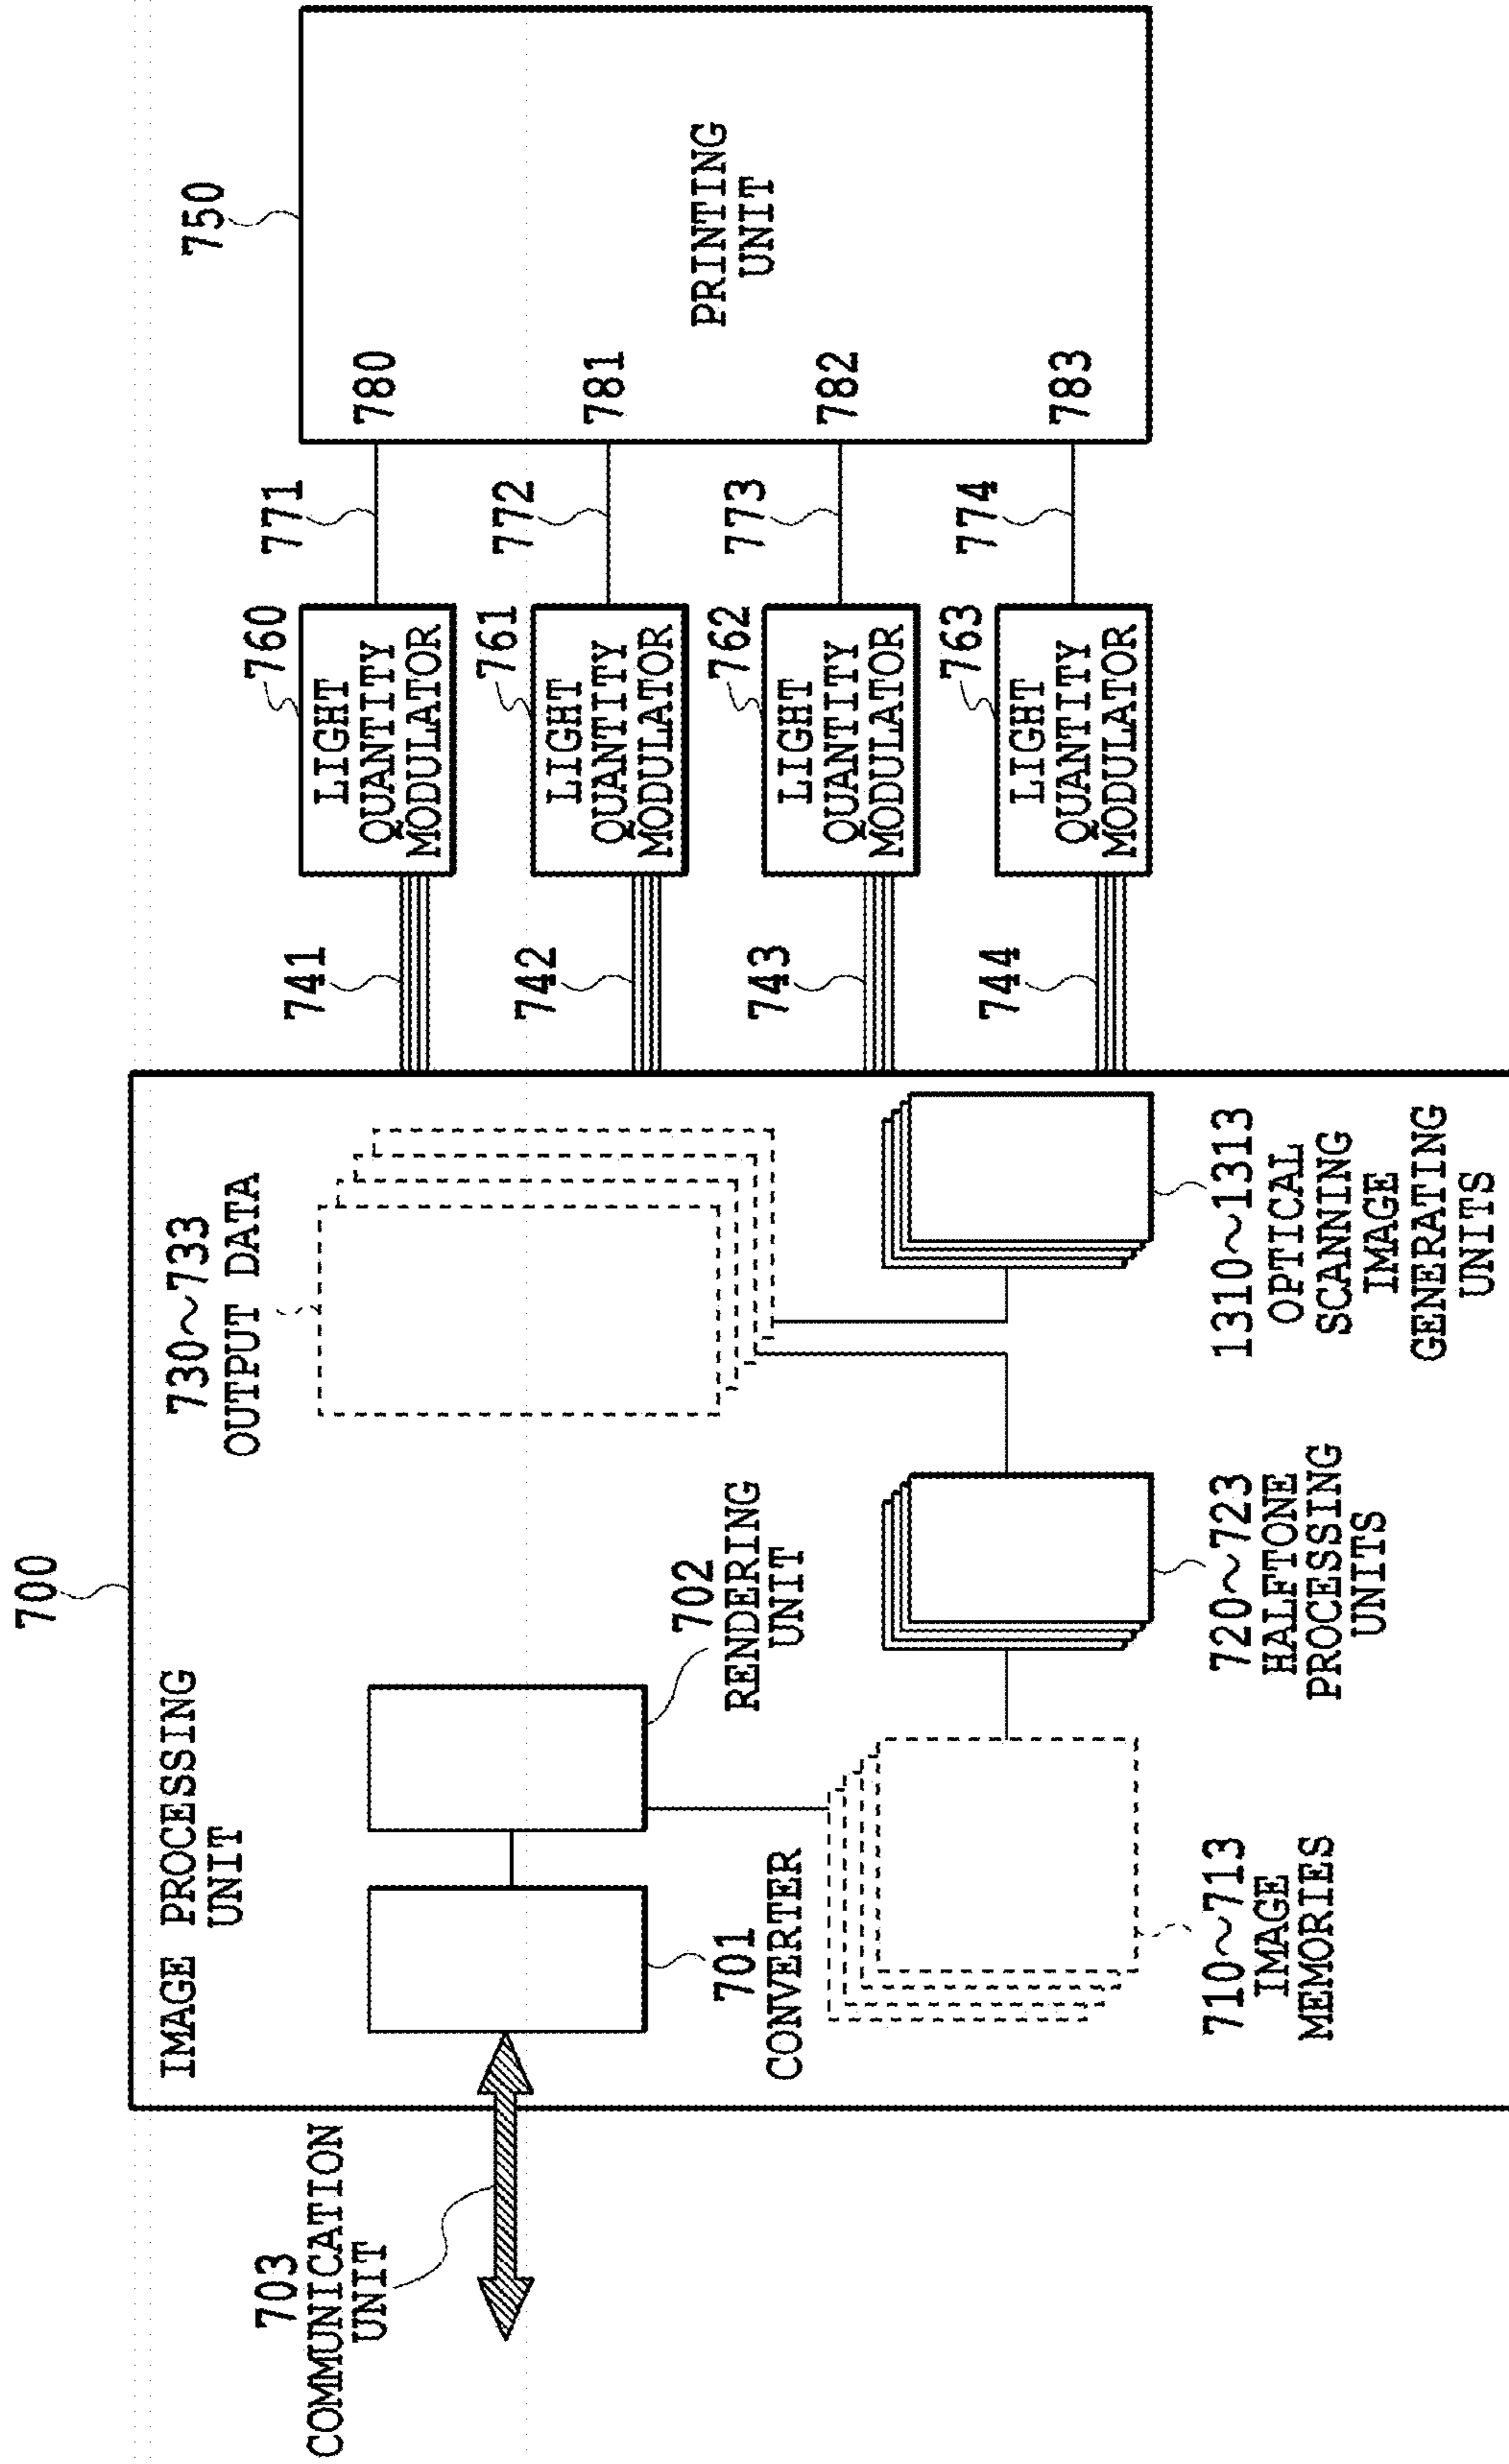 700
IMAGE PROCESSING
UNIT
703
COMMUNICATION
UNIT
701
CONVERTER
702
RENDERING
UNIT
710~713
IMAGE
MEMORIES
720~723
HALFTONE
PROCESSING
UNITS
730~733
OUTPUT DATA
1310~1313
OPTICAL
SCANNING
IMAGE
GENERATING
UNITS
741
742
743
744
760
LIGHT
QUANTITY
MODULATOR
761
LIGHT
QUANTITY
MODULATOR
762
LIGHT
QUANTITY
MODULATOR
763
LIGHT
QUANTITY
MODULATOR
771
772
773
774
750
780
781
782
783
PRINTING
UNIT